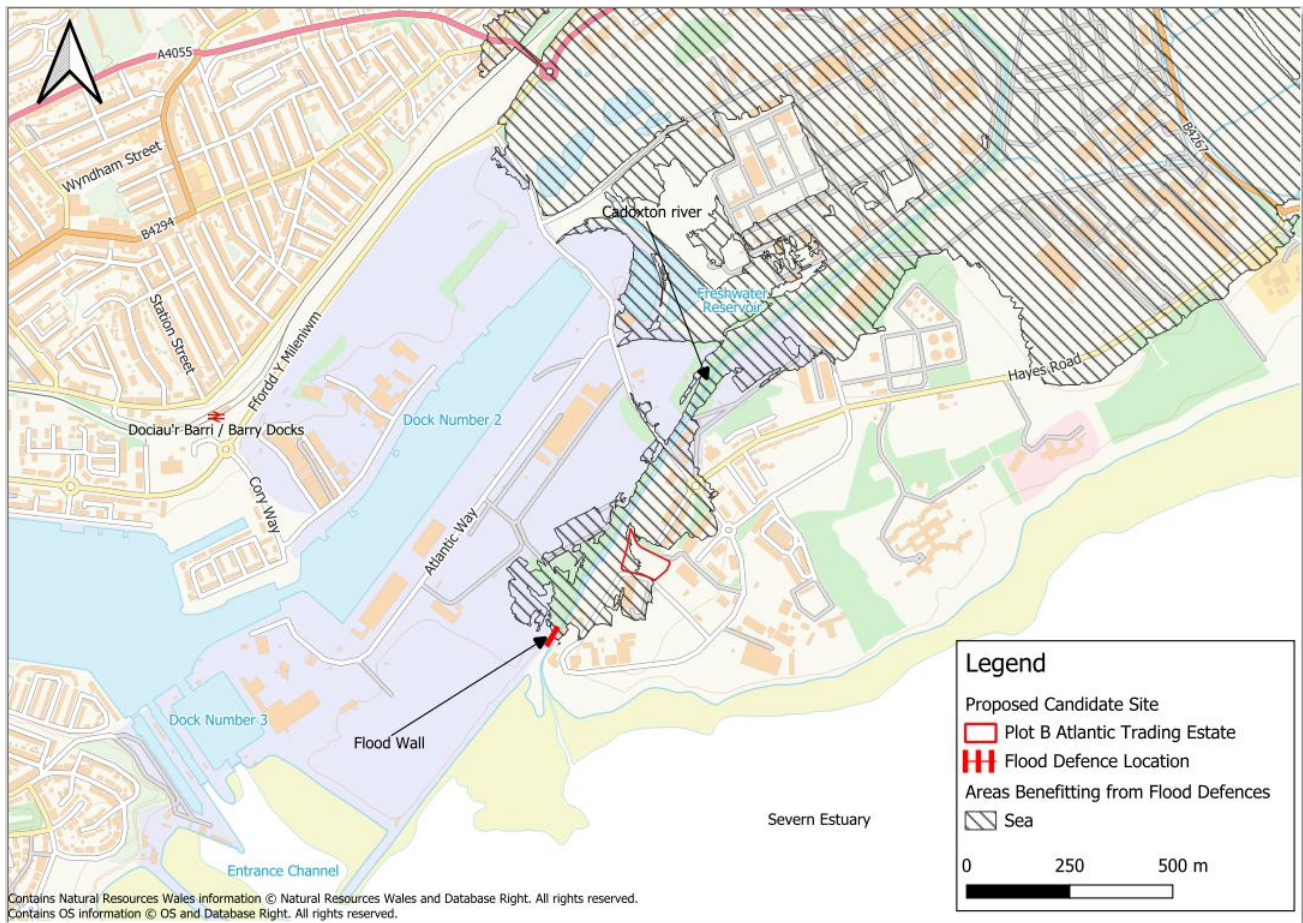 A4055
Wyndham Street
B4294
Station Street
Ffordd Y Mileniwm
Dociau'r Barri / Barry Docks
Cory Way
Dock Number 2
Atlantic Way
Cadoxton river
Freshwater
Reservoir
B4267
Hayes Road
Dock Number 3
Flood Wall
Entrance Channel
Severn Estuary
Legend
Proposed Candidate Site
Plot B Atlantic Trading Estate
Flood Defence Location
Areas Benefitting from Flood Defences
Sea
0 250 500 m
Contains Natural Resources Wales information © Natural Resources Wales and Database Right. All rights reserved.
Contains OS information © OS and Database Right. All rights reserved.